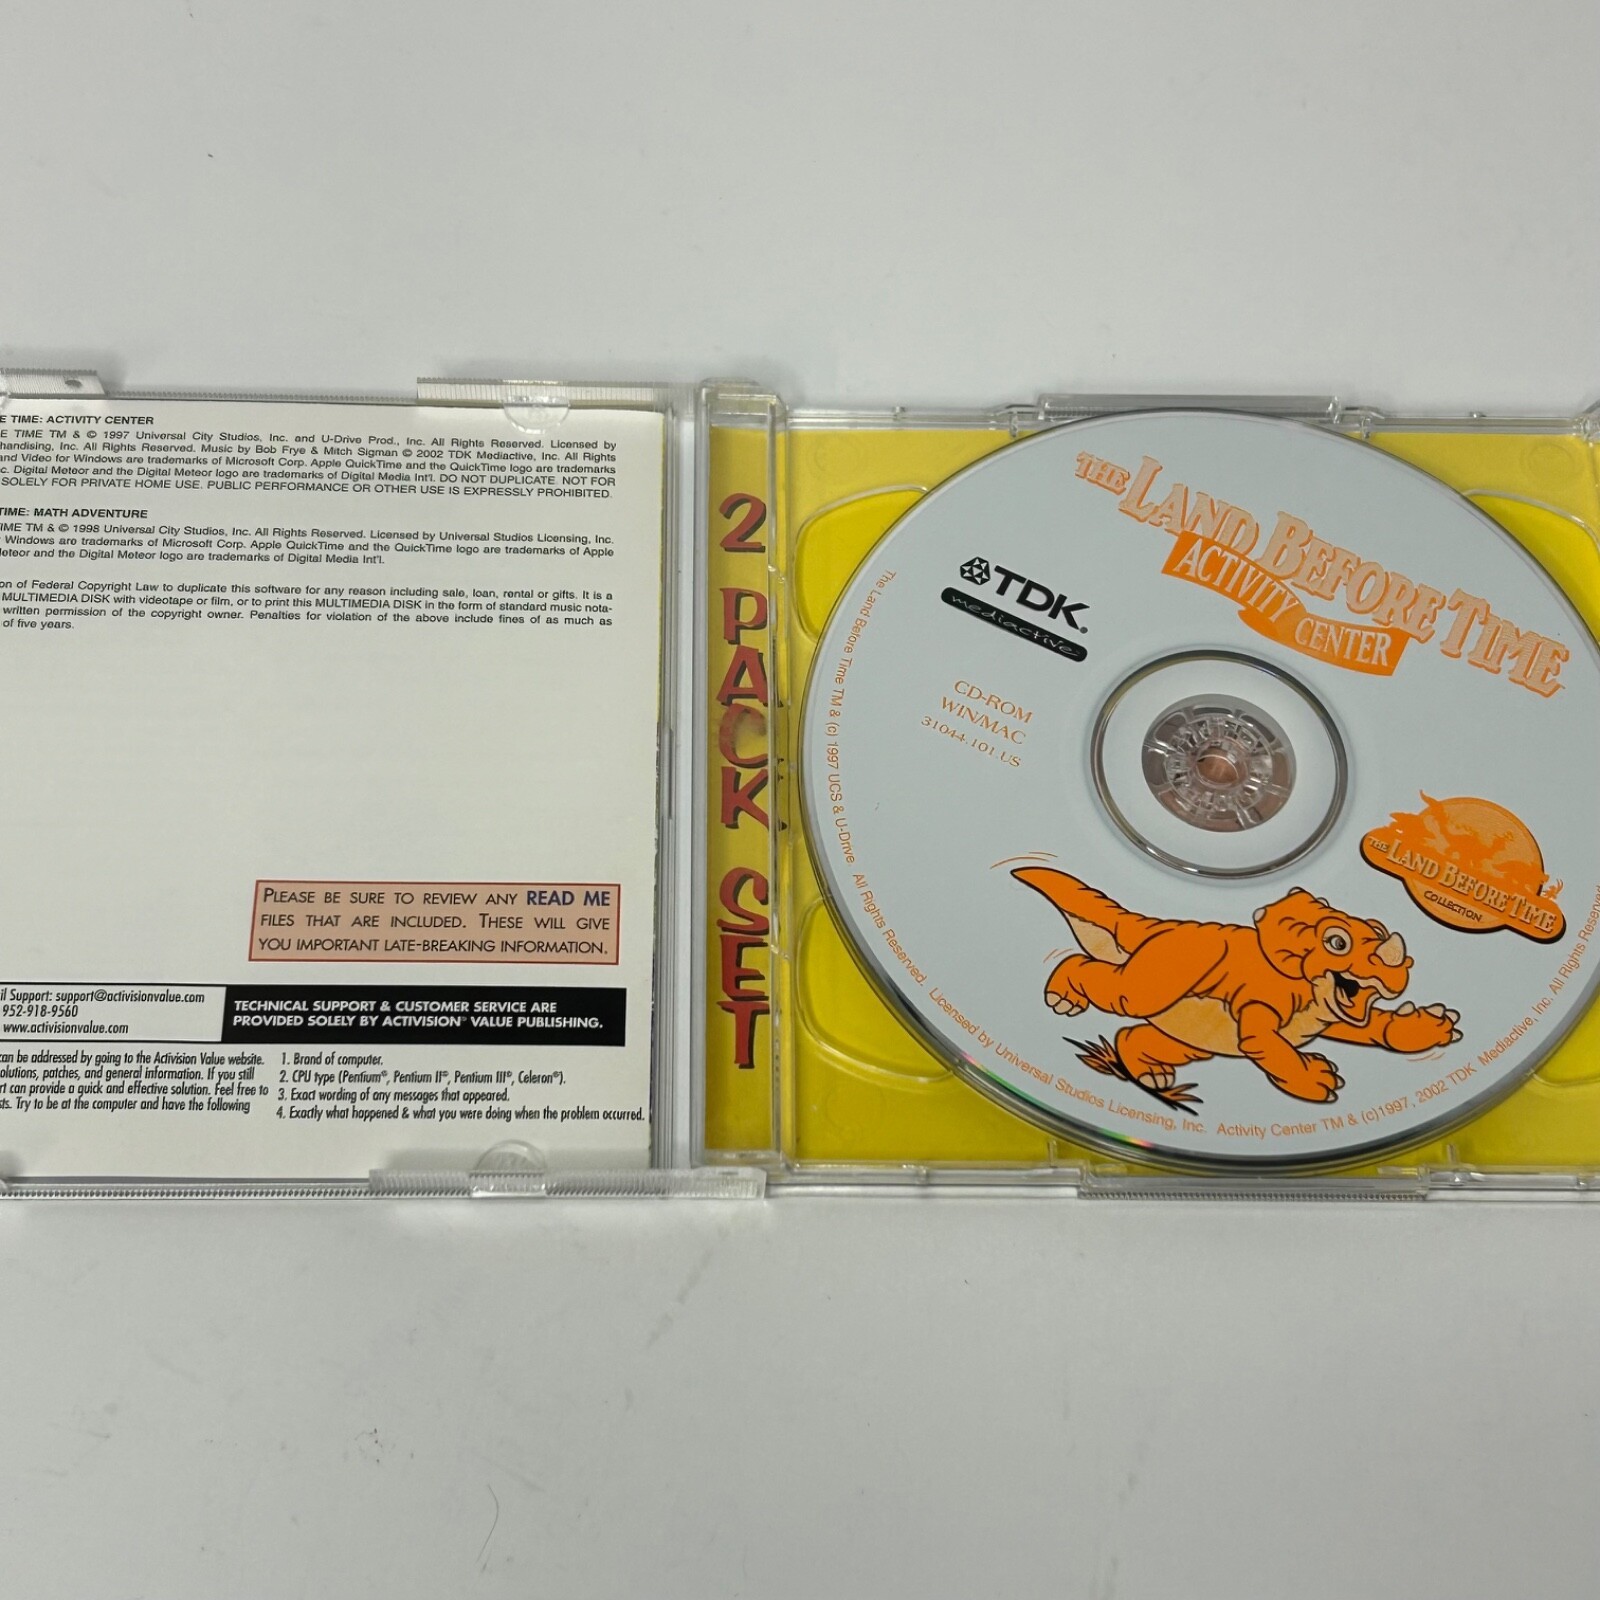 E TIME: ACTIVITY CENTER
E TIME TM & © 1997 Universal City Studios, Inc. and U-Drive Prod., Inc. All Rights Reserved. Licensed by
handising, Inc. All Rights Reserved. Music by Bob Frye & Mitch Sigman © 2002 TDK Mediactive, Inc. All Rights
and Video for Windows are trademarks of Microsoft Corp. Apple QuickTime and the QuickTime logo are trademarks
c. Digital Meteor and the Digital Meteor logo are trademarks of Digital Media Int'l. DO NOT DUPLICATE. NOT FOR
SOLELY FOR PRIVATE HOME USE. PUBLIC PERFORMANCE OR OTHER USE IS EXPRESSLY PROHIBITED.
TIME: MATH ADVENTURE
IME TM & © 1998 Universal City Studios, Inc. All Rights Reserved. Licensed by Universal Studios Licensing, Inc.
Windows are trademarks of Microsoft Corp. Apple QuickTime and the QuickTime logo are trademarks of Apple
eteor and the Digital Meteor logo are trademarks of Digital Media Int'l.
on of Federal Copyright Law to duplicate this software for any reason including sale, loan, rental or gifts. It is a
MULTIMEDIA DISK with videotape or film, or to print this MULTIMEDIA DISK in the form of standard music nota-
written permission of the copyright owner. Penalties for violation of the above include fines of as much as
of five years.
PLEASE BE SURE TO REVIEW ANY READ ME
FILES THAT ARE INCLUDED. THESE WILL GIVE
YOU IMPORTANT LATE-BREAKING INFORMATION.
il Support: support@activisionvalue.com
952-918-9560
www.activisionvalue.com
TECHNICAL SUPPORT & CUSTOMER SERVICE ARE
PROVIDED SOLELY BY ACTIVISION® VALUE PUBLISHING.
can be addressed by going to the Activision Value website.
olutions, patches, and general information. If you still
rt can provide a quick and effective solution. Feel free to
ts. Try to be at the computer and have the following
1. Brand of computer.
2. CPU type (Pentium®, Pentium II®, Pentium III®, Celeron®).
3. Exact wording of any messages that appeared.
4. Exactly what happened & what you were doing when the problem occurred.
2 PACK SET
THE LAND BEFORE TIME
ACTIVITY CENTER
TDK
mediactive
CD-ROM
WIN/MAC
31044.101.US
THE LAND BEFORE TIME
COLLECTION
The Land Before Time TM & (c) 1997 UCS & U-Drive. All Rights Reserved. Licensed by Universal Studios Licensing, Inc. Activity Center TM & (c)1997, 2002 TDK Mediactive, Inc. All Rights Reserved